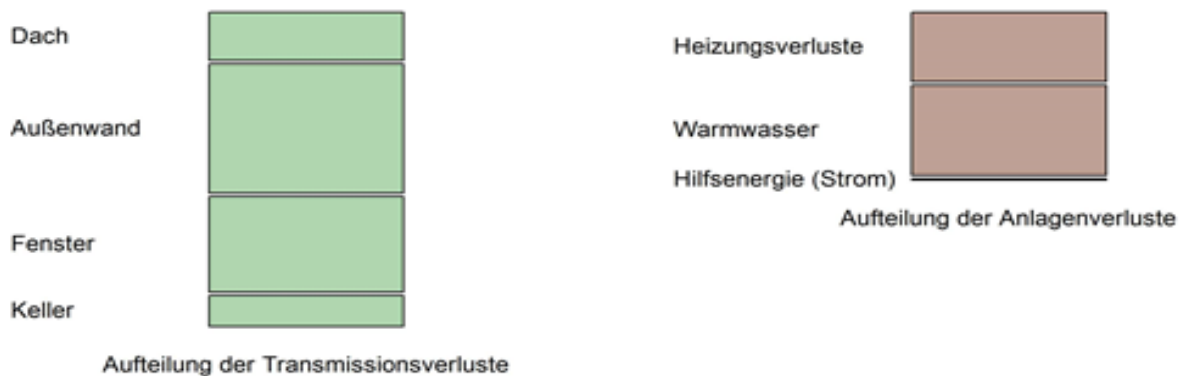 Dach
Außenwand
Fenster
Keller
Aufteilung der Transmissionsverluste
Heizungsverluste
Warmwasser
Hilfsenergie (Strom)
Aufteilung der Anlagenverluste